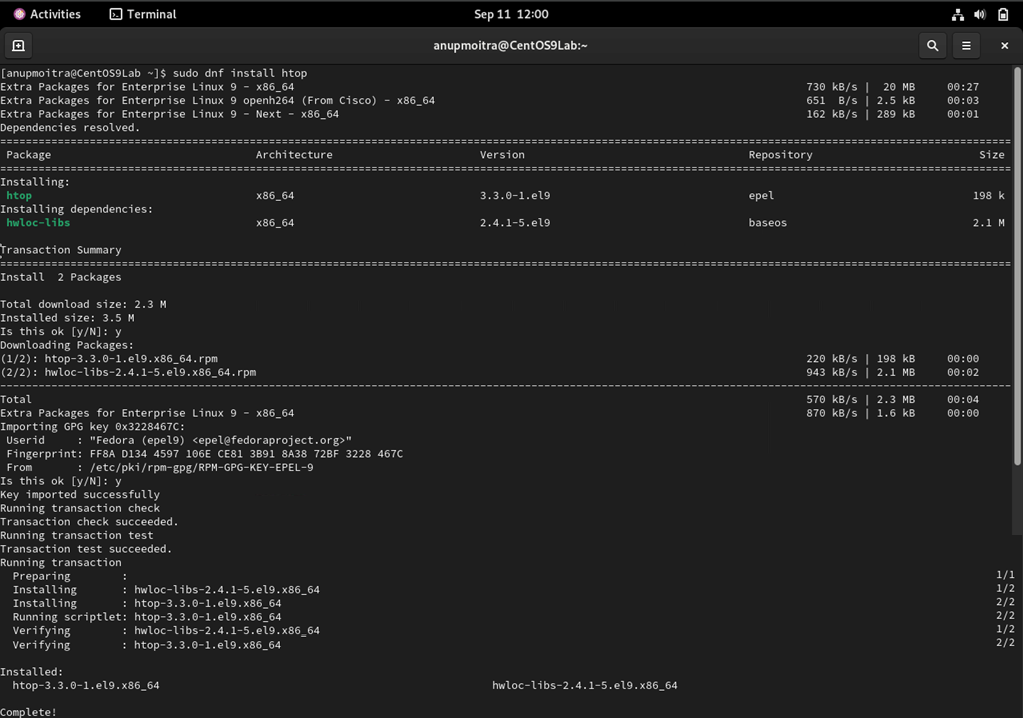 Activities Terminal Sep 11 12:00
anupmoitra@CentOS9Lab:~
[anupmoitra@CentOS9Lab ~]$ sudo dnf install htop
Extra Packages for Enterprise Linux 9 - x86_64 730 kB/s | 20 MB 00:27
Extra Packages for Enterprise Linux 9 openh264 (From Cisco) - x86_64 651 B/s | 2.5 kB 00:03
Extra Packages for Enterprise Linux 9 - Next - x86_64 162 kB/s | 289 kB 00:01
Dependencies resolved.
Package Architecture Version Repository Size
Installing:
htop x86_64 3.3.0-1.el9 epel 198 k
Installing dependencies:
hwloc-libs x86_64 2.4.1-5.el9 baseos 2.1 M
Transaction Summary
Install 2 Packages
Total download size: 2.3 M
Installed size: 3.5 M
Is this ok [y/N]: y
Downloading Packages:
(1/2): htop-3.3.0-1.el9.x86_64.rpm 220 kB/s | 198 kB 00:00
(2/2): hwloc-libs-2.4.1-5.el9.x86_64.rpm 943 kB/s | 2.1 MB 00:02
Total 570 kB/s | 2.3 MB 00:04
Extra Packages for Enterprise Linux 9 - x86_64 870 kB/s | 1.6 kB 00:00
Importing GPG key 0x3228467C:
Userid : "Fedora (epel9) <epel@fedoraproject.org>"
Fingerprint: FF8A D134 4597 106E CE81 3B91 8A38 72BF 3228 467C
From : /etc/pki/rpm-gpg/RPM-GPG-KEY-EPEL-9
Is this ok [y/N]: y
Key imported successfully
Running transaction check
Transaction check succeeded.
Running transaction test
Transaction test succeeded.
Running transaction
Preparing : 1/1
Installing : hwloc-libs-2.4.1-5.el9.x86_64 1/2
Installing : htop-3.3.0-1.el9.x86_64 2/2
Running scriptlet: htop-3.3.0-1.el9.x86_64 2/2
Verifying : hwloc-libs-2.4.1-5.el9.x86_64 1/2
Verifying : htop-3.3.0-1.el9.x86_64 2/2
Installed:
htop-3.3.0-1.el9.x86_64 hwloc-libs-2.4.1-5.el9.x86_64
Complete!